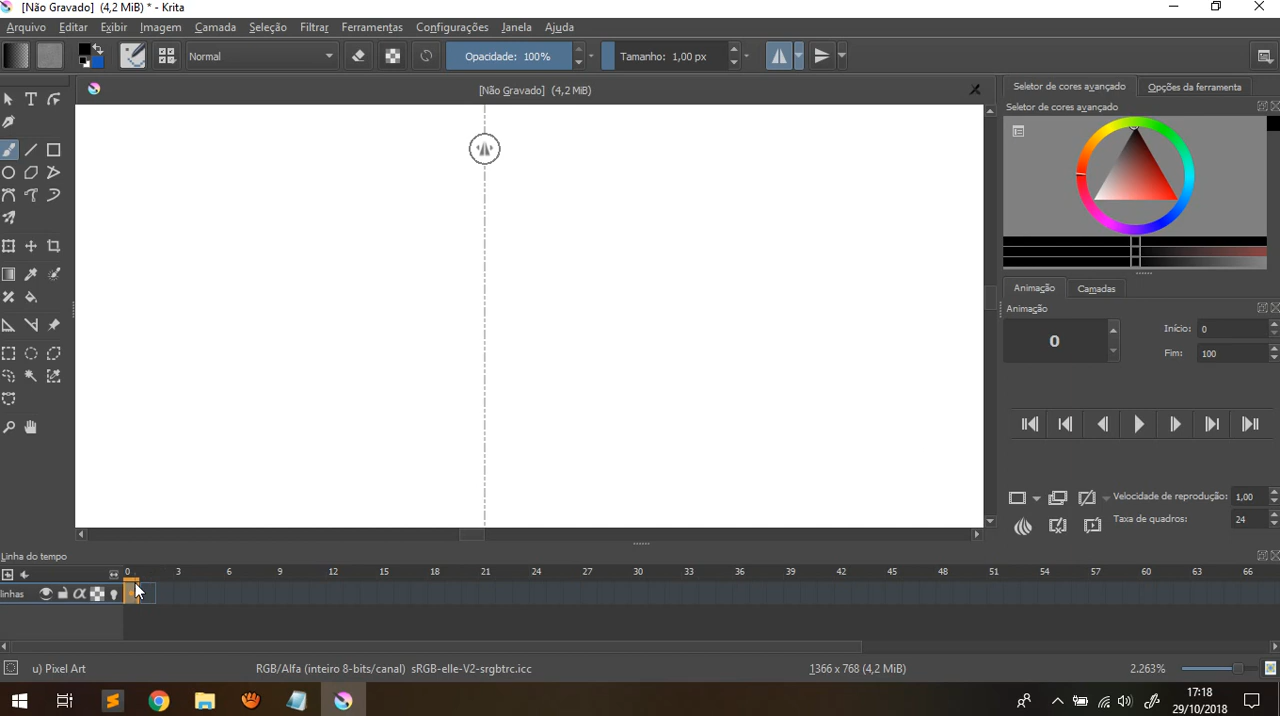 [Não Gravado] (4,2 MiB) * - Krita
Arquivo Editar Exibir Imagem Camada Seleção Filtrar Ferramentas Configurações Janela Ajuda
Normal Opacidade: 100% Tamanho: 1,00 px
[Não Gravado] (4,2 MiB)
Seletor de cores avançado Opções da ferramenta
Seletor de cores avançado
Animação Camadas
Animação
0 Início: 0
Fim: 100
Velocidade de reprodução: 1,00
Taxa de quadros: 24
Linha do tempo
0 3 6 9 12 15 18 21 24 27 30 33 36 39 42 45 48 51 54 57 60 63 66
linhas
u) Pixel Art RGB/Alfa (inteiro 8-bits/canal) sRGB-elle-V2-srgbtrc.icc 1366 x 768 (4,2 MiB) 2.263%
17:18
29/10/2018